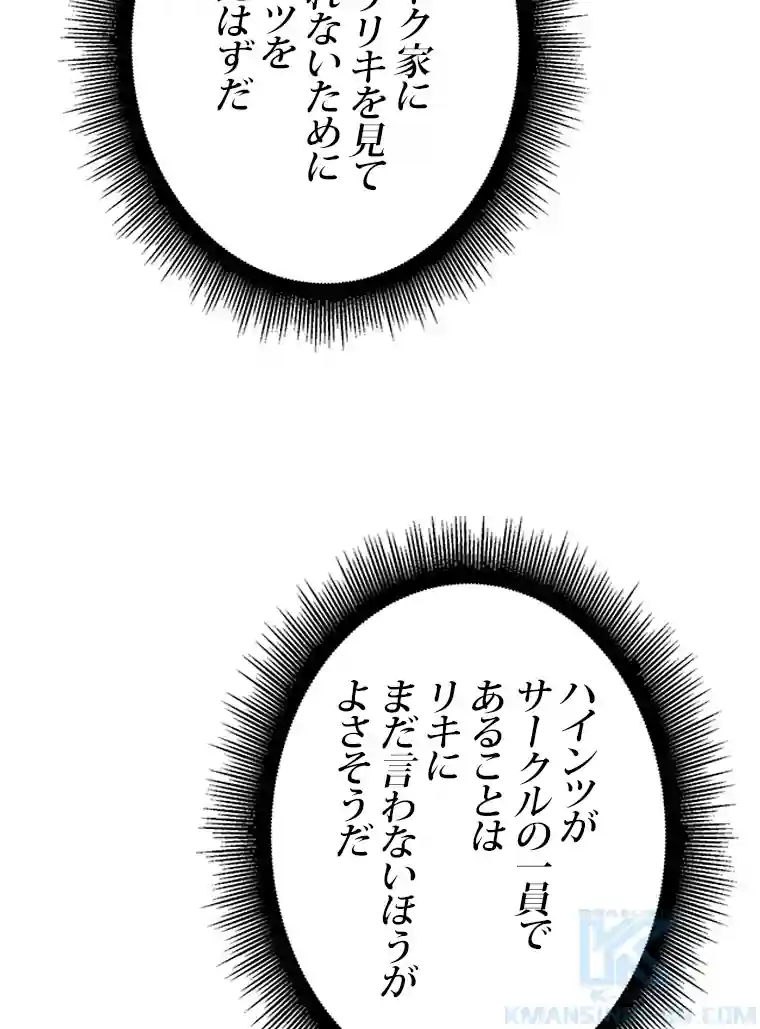 ク家に
リキを見て
れないために
ツを
はずだ
ハインツが
サークルの一員で
あることは
リキに
まだ言わないほうが
よさそうだ